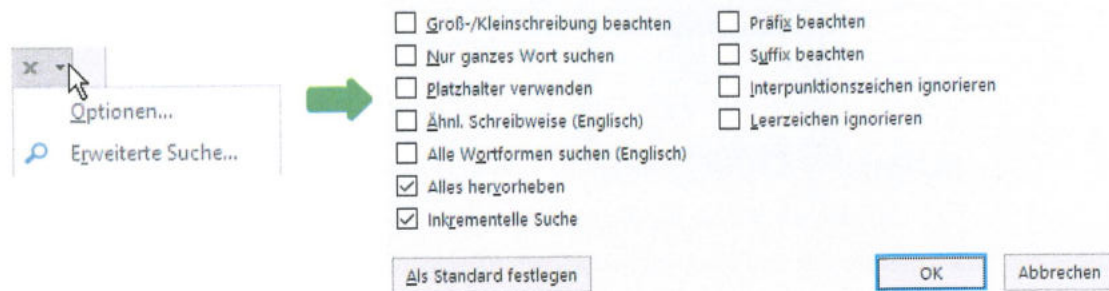 Optionen...
Erweiterte Suche...
Groß-/Kleinschreibung beachten
Nur ganzes Wort suchen
Platzhalter verwenden
Ähnl. Schreibweise (Englisch)
Alle Wortformen suchen (Englisch)
Alles hervorheben
Inkrementelle Suche
Präfix beachten
Suffix beachten
Interpunktionszeichen ignorieren
Leerzeichen ignorieren
Als Standard festlegen
OK
Abbrechen